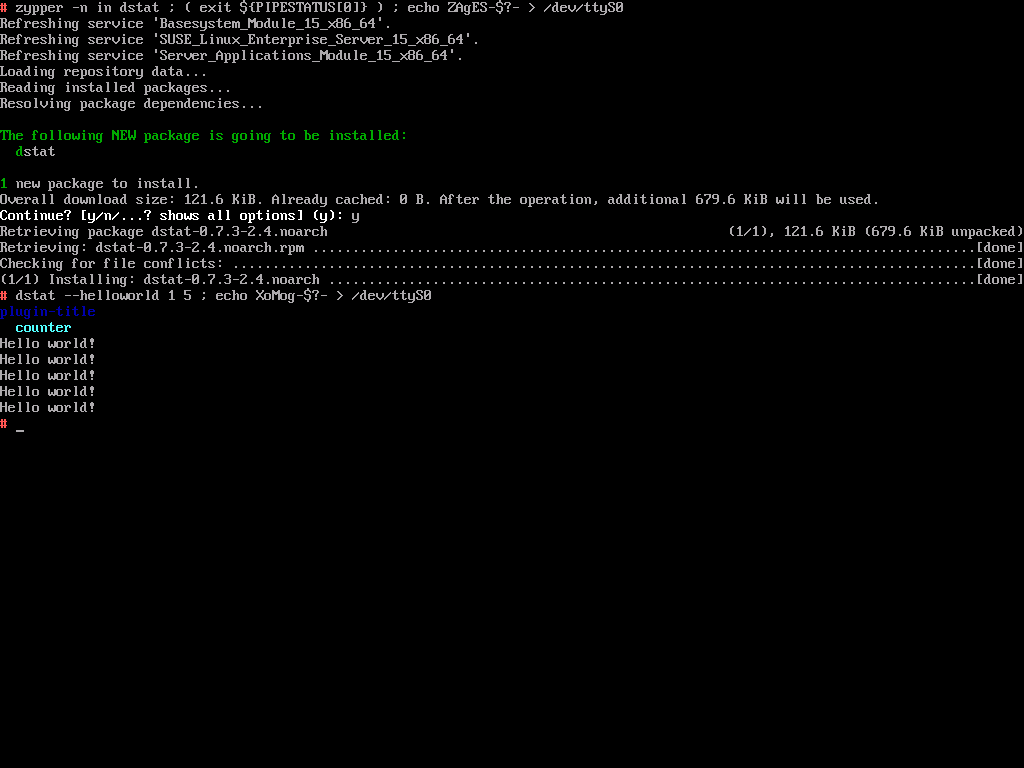 # zypper -n in dstat ; ( exit ${PIPESTATUS[0]} ) ; echo ZAgES-$?- > /dev/ttyS0
Refreshing service 'Basesystem_Module_15_x86_64'.
Refreshing service 'SUSE_Linux_Enterprise_Server_15_x86_64'.
Refreshing service 'Server_Applications_Module_15_x86_64'.
Loading repository data...
Reading installed packages...
Resolving package dependencies...
The following NEW package is going to be installed:
  dstat
1 new package to install.
Overall download size: 121.6 KiB. Already cached: 0 B. After the operation, additional 679.6 KiB will be used.
Continue? [y/n/...? shows all options] (y): y
Retrieving package dstat-0.7.3-2.4.noarch (1/1), 121.6 KiB (679.6 KiB unpacked)
Retrieving: dstat-0.7.3-2.4.noarch.rpm ...................................................................................[done]
Checking for file conflicts: .............................................................................................[done]
(1/1) Installing: dstat-0.7.3-2.4.noarch .................................................................................[done]
# dstat --helloworld 1 5 ; echo XoMog-$?- > /dev/ttyS0
plugin-title
  counter
Hello world!
Hello world!
Hello world!
Hello world!
Hello world!
# _